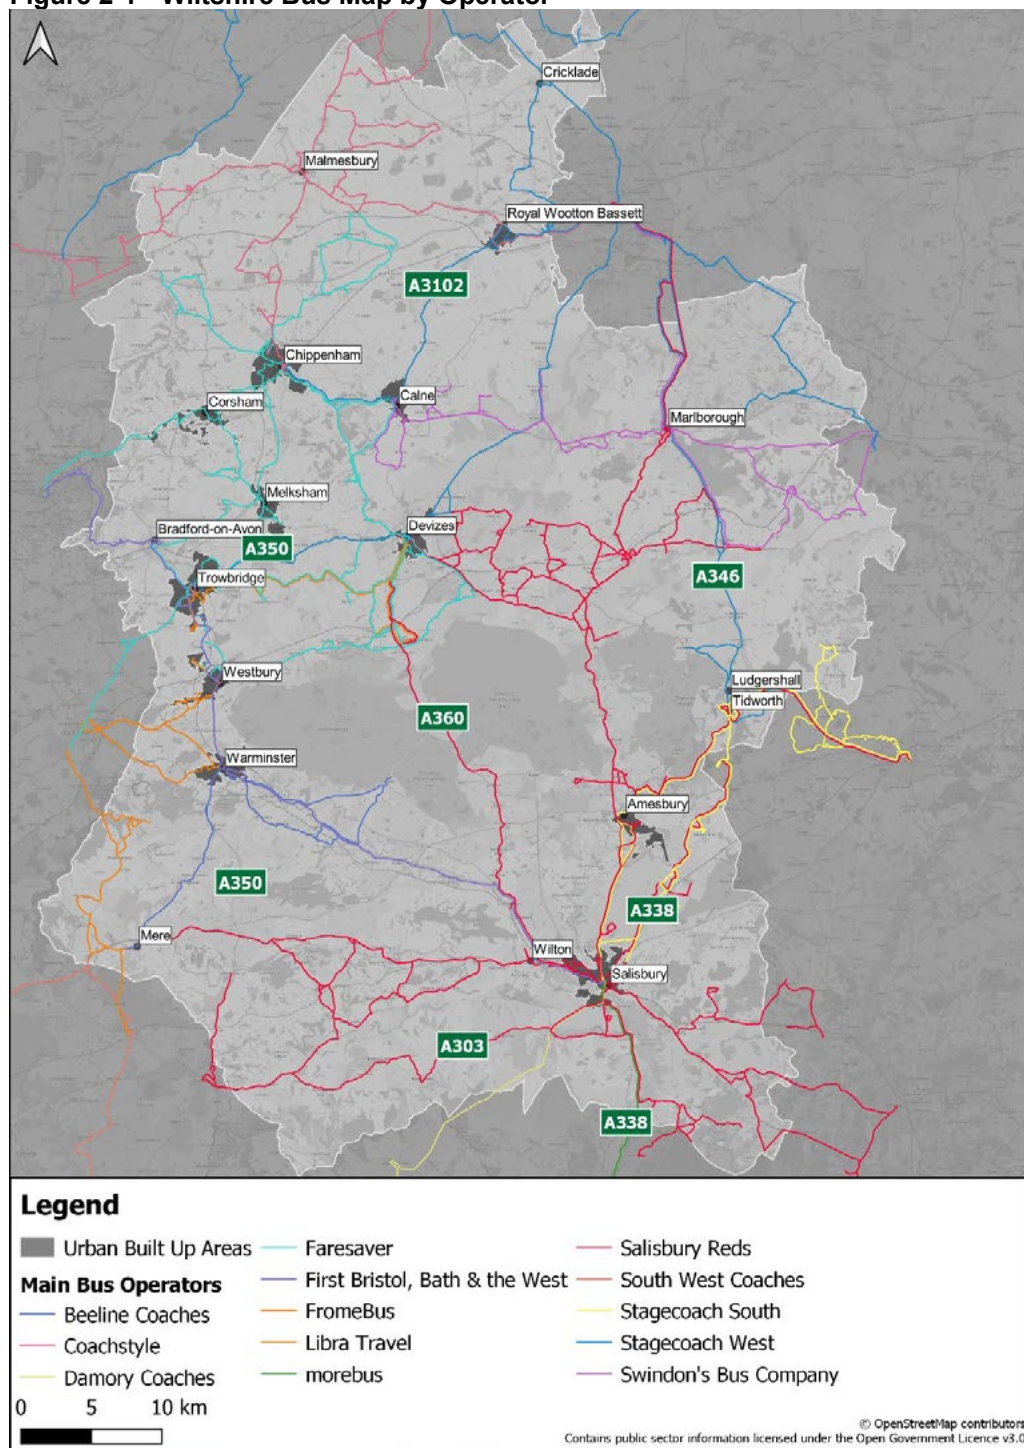 Figure 2-1 - Wiltshire Bus Map by Operator
Cricklade
Malmesbury
Royal Wootton Bassett
A3102
Chippenham
Calne
Corsham
Marlborough
Melksham
Bradford-on-Avon
Devizes
A350
Trowbridge
A346
Westbury
Ludgershall
Tidworth
A360
Warminster
Amesbury
A350
A338
Mere
Wilton
Salisbury
A303
A338
Legend
Urban Built Up Areas
Main Bus Operators
Beeline Coaches
Coachstyle
Damory Coaches
Faresaver
First Bristol, Bath & the West
FromeBus
Libra Travel
morebus
Salisbury Reds
South West Coaches
Stagecoach South
Stagecoach West
Swindon's Bus Company
0 5 10 km
© OpenStreetMap contributors
Contains public sector information licensed under the Open Government Licence v3.0